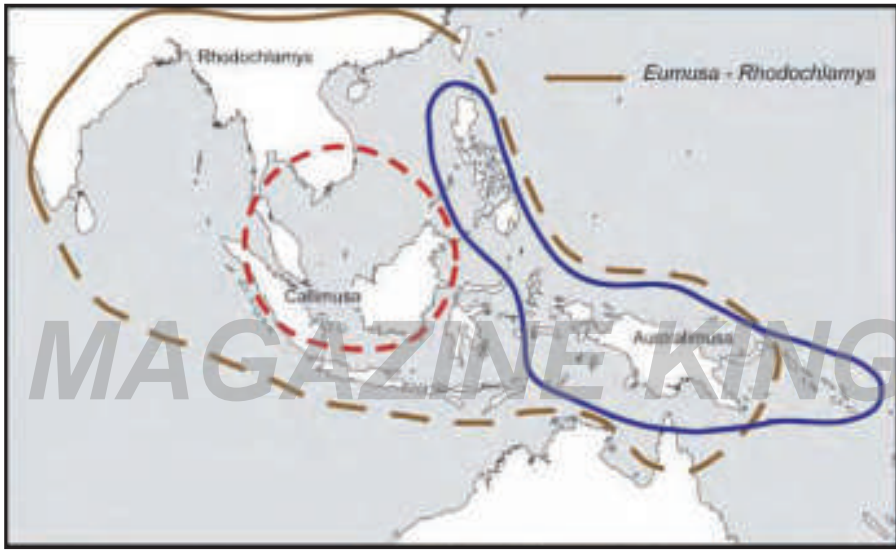 Rhodochlamys
Eumusa - Rhodochlamys
Callimusa
Australimusa
MAGAZINE KING